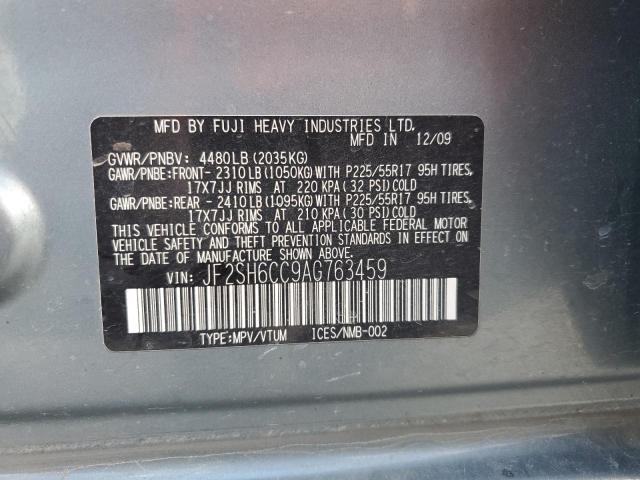 MFD BY FUJI HEAVY INDUSTRIES LTD.
MFD IN 12/09
GVWR/PNBV: 4480LB(2035KG)
GAWR/PNBE:FRONT- 2310LB(1050KG)WITH P225/55R17 95H TIRES,
17X7JJ RIMS AT 220 KPA(32 PSI)COLD
GAWR/PNBE:REAR - 2410LB(1095KG)WITH P225/55R17 95H TIRES,
17X7JJ RIMS AT 210 KPA(30 PSI)COLD
THIS VEHICLE CONFORMS TO ALL APPLICABLE FEDERAL MOTOR
VEHICLE SAFETY AND THEFT PREVENTION STANDARDS IN EFFECT ON
THE DATE OF MANUFACTURE SHOWN ABOVE.
VIN: JF2SH6CC9AG763459
TYPE:MPV/VTUM ICES/NMB-002